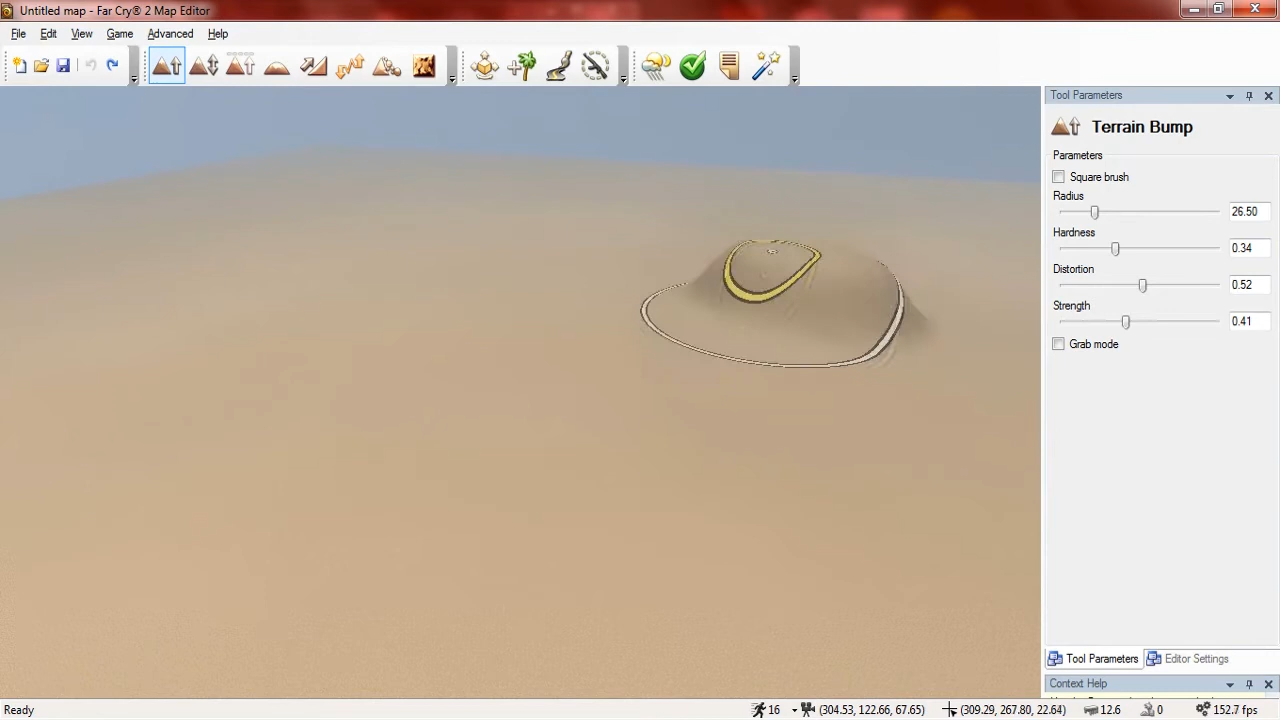 Untitled map - Far Cry® 2 Map Editor
File Edit View Game Advanced Help
Tool Parameters
Terrain Bump
Parameters
Square brush
Radius
26.50
Hardness
0.34
Distortion
0.52
Strength
0.41
Grab mode
Tool Parameters Editor Settings
Context Help
Ready 16 (304.53, 122.66, 67.65) (309.29, 267.80, 22.64) 12.6 0 152.7 fps